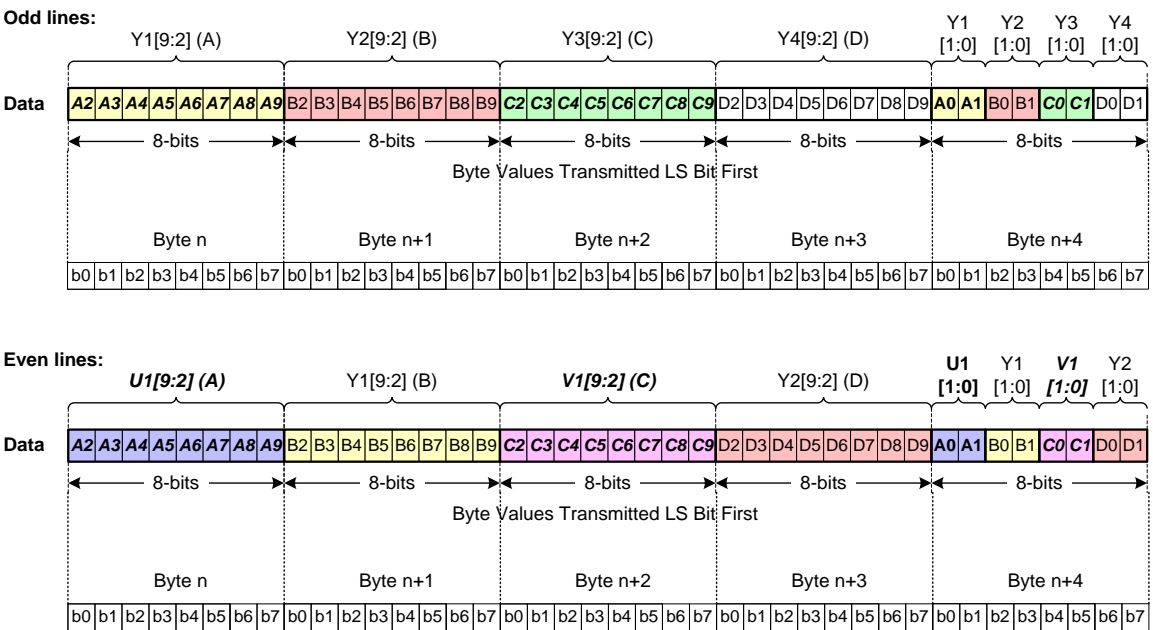 Odd lines:
Y1[9:2] (A) Y2[9:2] (B) Y3[9:2] (C) Y4[9:2] (D) Y1 [1:0] Y2 [1:0] Y3 [1:0] Y4 [1:0]
Data A2 A3 A4 A5 A6 A7 A8 A9 B2 B3 B4 B5 B6 B7 B8 B9 C2 C3 C4 C5 C6 C7 C8 C9 D2 D3 D4 D5 D6 D7 D8 D9 A0 A1 B0 B1 C0 C1 D0 D1
8-bits 8-bits 8-bits 8-bits 8-bits
Byte Values Transmitted LS Bit First
Byte n Byte n+1 Byte n+2 Byte n+3 Byte n+4
b0 b1 b2 b3 b4 b5 b6 b7 b0 b1 b2 b3 b4 b5 b6 b7 b0 b1 b2 b3 b4 b5 b6 b7 b0 b1 b2 b3 b4 b5 b6 b7 b0 b1 b2 b3 b4 b5 b6 b7
Even lines:
U1[9:2] (A) Y1[9:2] (B) V1[9:2] (C) Y2[9:2] (D) U1 [1:0] Y1 [1:0] V1 [1:0] Y2 [1:0]
Data A2 A3 A4 A5 A6 A7 A8 A9 B2 B3 B4 B5 B6 B7 B8 B9 C2 C3 C4 C5 C6 C7 C8 C9 D2 D3 D4 D5 D6 D7 D8 D9 A0 A1 B0 B1 C0 C1 D0 D1
8-bits 8-bits 8-bits 8-bits 8-bits
Byte Values Transmitted LS Bit First
Byte n Byte n+1 Byte n+2 Byte n+3 Byte n+4
b0 b1 b2 b3 b4 b5 b6 b7 b0 b1 b2 b3 b4 b5 b6 b7 b0 b1 b2 b3 b4 b5 b6 b7 b0 b1 b2 b3 b4 b5 b6 b7 b0 b1 b2 b3 b4 b5 b6 b7